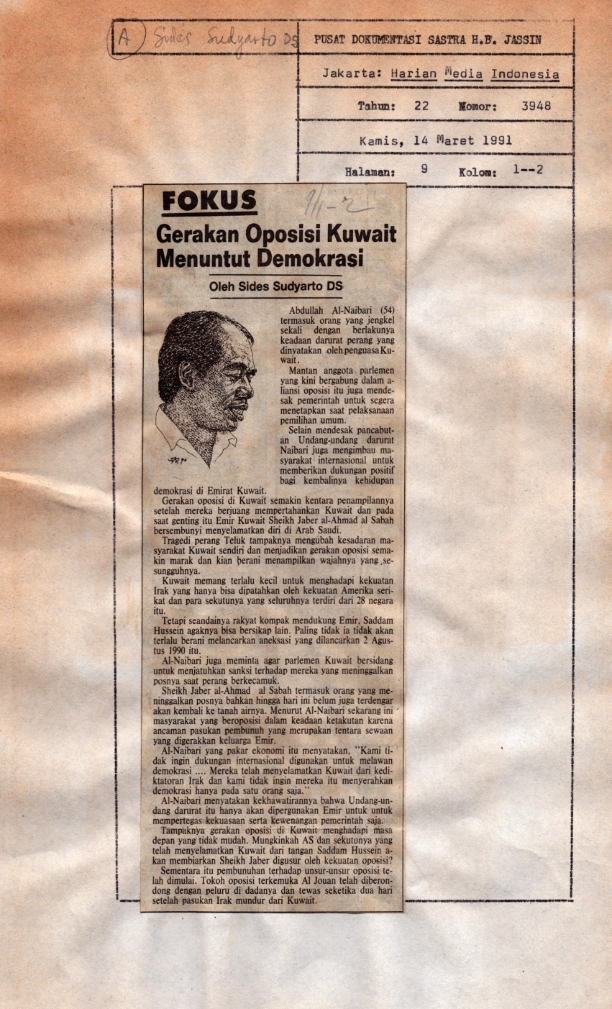 A Sides Sudyarto DS
PUSAT DOKUMENTASI SASTRA H.B. JASSIN
Jakarta: Harian Media Indonesia
Tahun: 22 Nomor: 3948
Kamis, 14 Maret 1991
Halaman: 9 Kolom: 1--2
FOKUS
Gerakan Oposisi Kuwait
Menuntut Demokrasi
Oleh Sides Sudyarto DS
Abdullah Al-Naibari (54)
termasuk orang yang jengkel
sekali dengan berlakunya
keadaan darurat perang yang
dinyatakan oleh penguasa Ku-
wait.
Mantan anggota parlemen
yang kini bergabung dalam a-
liansi oposisi itu juga mende-
sak pemerintah untuk segera
menetapkan saat pelaksanaan
pemilihan umum.
Selain mendesak pancabut-
an Undang-undang darurat
Naibari juga mengimbau ma-
syarakat internasional untuk
memberikan dukungan positif
bagi kembalinya kehidupan
demokrasi di Emirat Kuwait.
Gerakan oposisi di Kuwait semakin kentara penampilannya
setelah mereka berjuang mempertahankan Kuwait dan pada
saat genting itu Emir Kuwait Sheikh Jaber al-Ahmad al Sabah
bersembunyi menyelamatkan diri di Arab Saudi.
Tragedi perang Teluk tampaknya mengubah kesadaran ma-
syarakat Kuwait sendiri dan menjadikan gerakan oposisi sema-
kin marak dan kian berani menampilkan wajahnya yang se-
sungguhnya.
Kuwait memang terlalu kecil untuk menghadapi kekuatan
Irak yang hanya bisa dipatahkan oleh kekuatan Amerika seri-
kat dan para sekutunya yang seluruhnya terdiri dari 28 negara
itu.
Tetapi seandainya rakyat kompak mendukung Emir, Saddam
Hussein agaknya bisa bersikap lain. Paling tidak ia tidak akan
terlalu berani melancarkan aneksasi yang dilancarkan 2 Agus-
tus 1990 itu.
Al-Naibari juga meminta agar parlemen Kuwait bersidang
untuk menjatuhkan sanksi terhadap mereka yang meninggalkan
posnya saat perang berkecamuk.
Sheikh Jaber al-Ahmad al Sabah termasuk orang yang me-
ninggalkan posnya bahkan hingga hari ini belum juga terdengar
akan kembali ke tanah airnya. Menurut Al-Naibari sekarang ini
masyarakat yang beroposisi dalam keadaan ketakutan karena
ancaman pasukan pembunuh yang merupakan tentara sewaan
yang digerakkan keluarga Emir.
Al-Naibari yang pakar ekonomi itu menyatakan, "Kami ti-
dak ingin dukungan internasional digunakan untuk melawan
demokrasi .... Mereka telah menyelamatkan Kuwait dari kedi-
ktatoran Irak dan kami tidak ingin mereka itu menyerahkan
demokrasi hanya pada satu orang saja."
Al-Naibari menyatakan kekhawatirannya bahwa Undang-un-
dang darurat itu hanya akan dipergunakan Emir untuk untuk
mempertegas kekuasaan serta kewenangan pemerintah saja.
Tampaknya gerakan oposisi di Kuwait menghadapi masa
depan yang tidak mudah. Mungkinkah AS dan sekutunya yang
telah menyelamatkan Kuwait dari tangan Saddam Hussein a-
kan membiarkan Sheikh Jaber digusur oleh kekuatan oposisi?
Sementara itu pembunuhan terhadap unsur-unsur oposisi te-
lah dimulai. Tokoh oposisi terkemuka Al Jouan telah diberon-
dong dengan peluru di dadanya dan tewas seketika dua hari
setelah pasukan Irak mundur dari Kuwait.